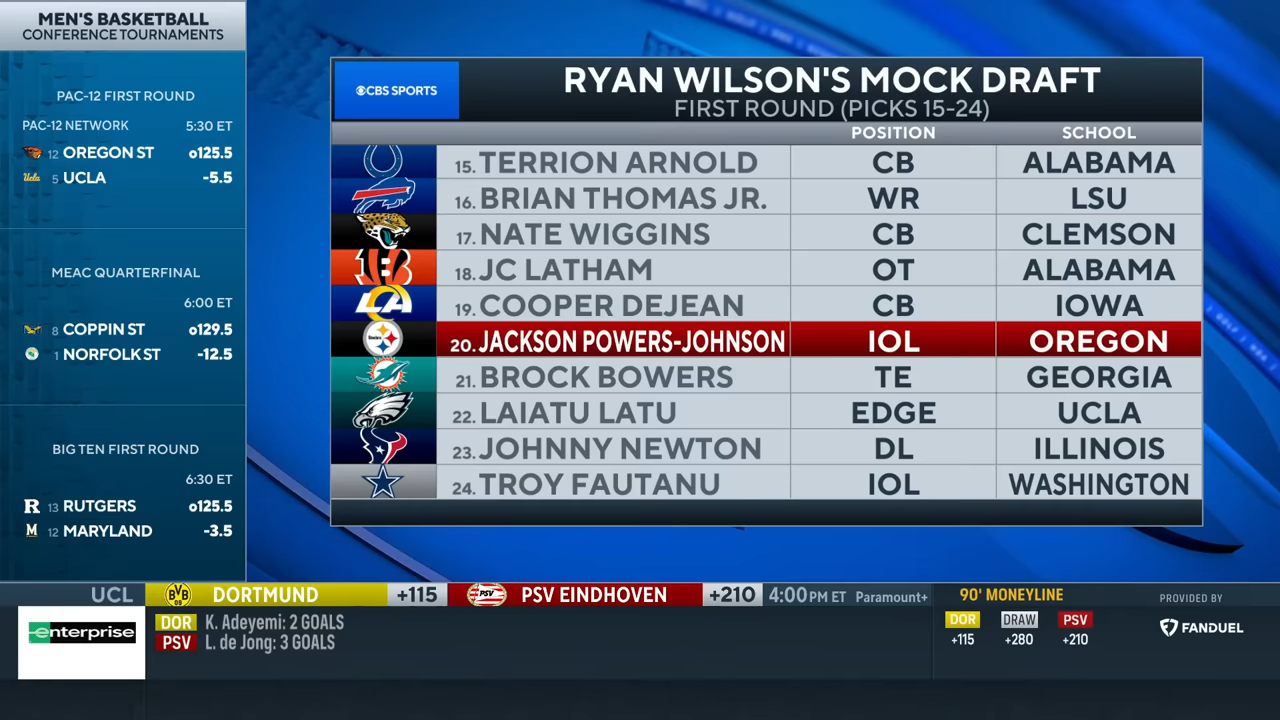 MEN'S BASKETBALL
CONFERENCE TOURNAMENTS
PAC-12 FIRST ROUND
PAC-12 NETWORK 5:30 ET
12 OREGON ST o125.5
Ucla 5 UCLA -5.5
MEAC QUARTERFINAL
6:00 ET
8 COPPIN ST o129.5
1 NORFOLK ST -12.5
BIG TEN FIRST ROUND
6:30 ET
R 13 RUTGERS o125.5
M 12 MARYLAND -3.5
CBS SPORTS
RYAN WILSON'S MOCK DRAFT
FIRST ROUND (PICKS 15-24)
POSITION SCHOOL
15. TERRION ARNOLD CB ALABAMA
16. BRIAN THOMAS JR. WR LSU
17. NATE WIGGINS CB CLEMSON
18. JC LATHAM OT ALABAMA
19. COOPER DEJEAN CB IOWA
Steelers 20. JACKSON POWERS-JOHNSON IOL OREGON
21. BROCK BOWERS TE GEORGIA
22. LAIATU LATU EDGE UCLA
23. JOHNNY NEWTON DL ILLINOIS
24. TROY FAUTANU IOL WASHINGTON
UCL BVB 09 DORTMUND +115 PSV PSV EINDHOVEN +210 4:00 PM ET Paramount+
DOR K. Adeyemi: 2 GOALS
PSV L. de Jong: 3 GOALS
enterprise
90' MONEYLINE
DOR DRAW PSV
+115 +280 +210
PROVIDED BY
FANDUEL